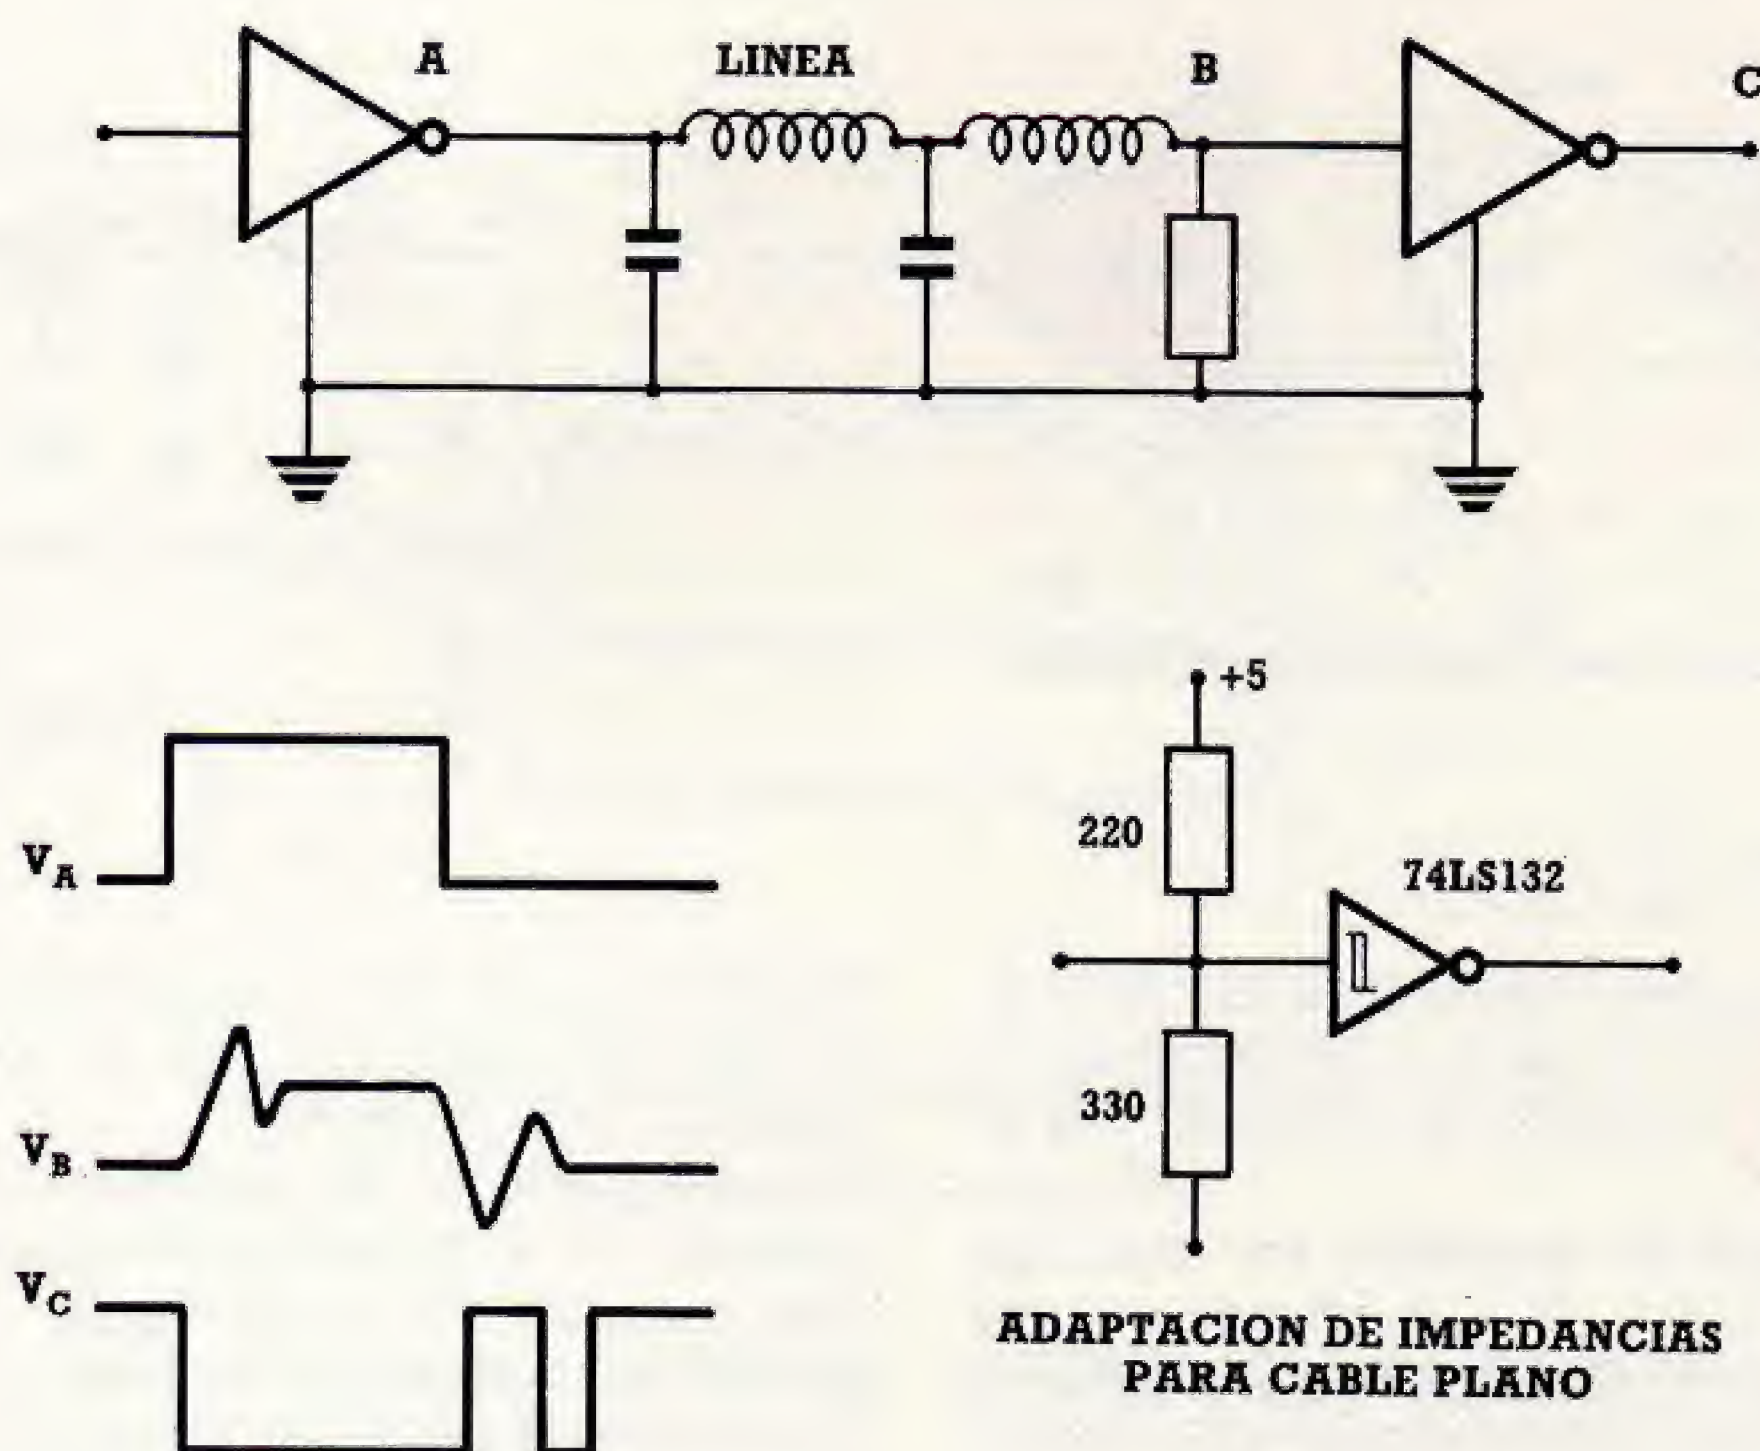 A
LINEA
B
C
+5
220
74LS132
330
VA
VB
VC
ADAPTACION DE IMPEDANCIAS
PARA CABLE PLANO